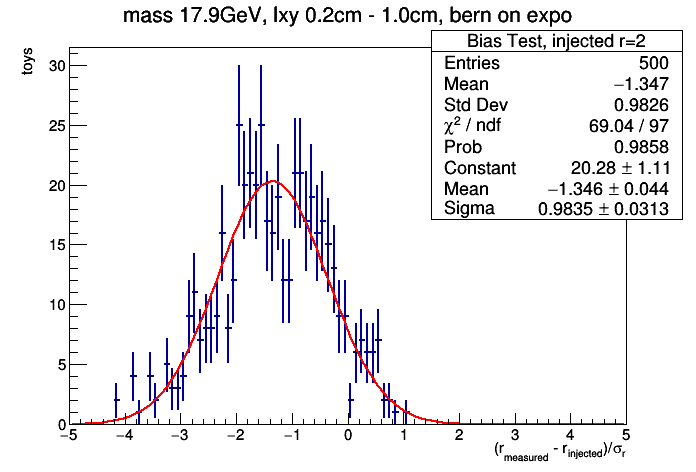 mass 17.9GeV, lxy 0.2cm - 1.0cm, bern on expo
Bias Test, injected r=2
Entries 500
Mean −1.347
Std Dev 0.9826
χ² / ndf 69.04 / 97
Prob 0.9858
Constant 20.28 ± 1.11
Mean −1.346 ± 0.044
Sigma 0.9835 ± 0.0313
toys
30
25
20
15
10
5
0
−5 −4 −3 −2 −1 0 1 2 3 4 5
(r_measured - r_injected)/σ_r